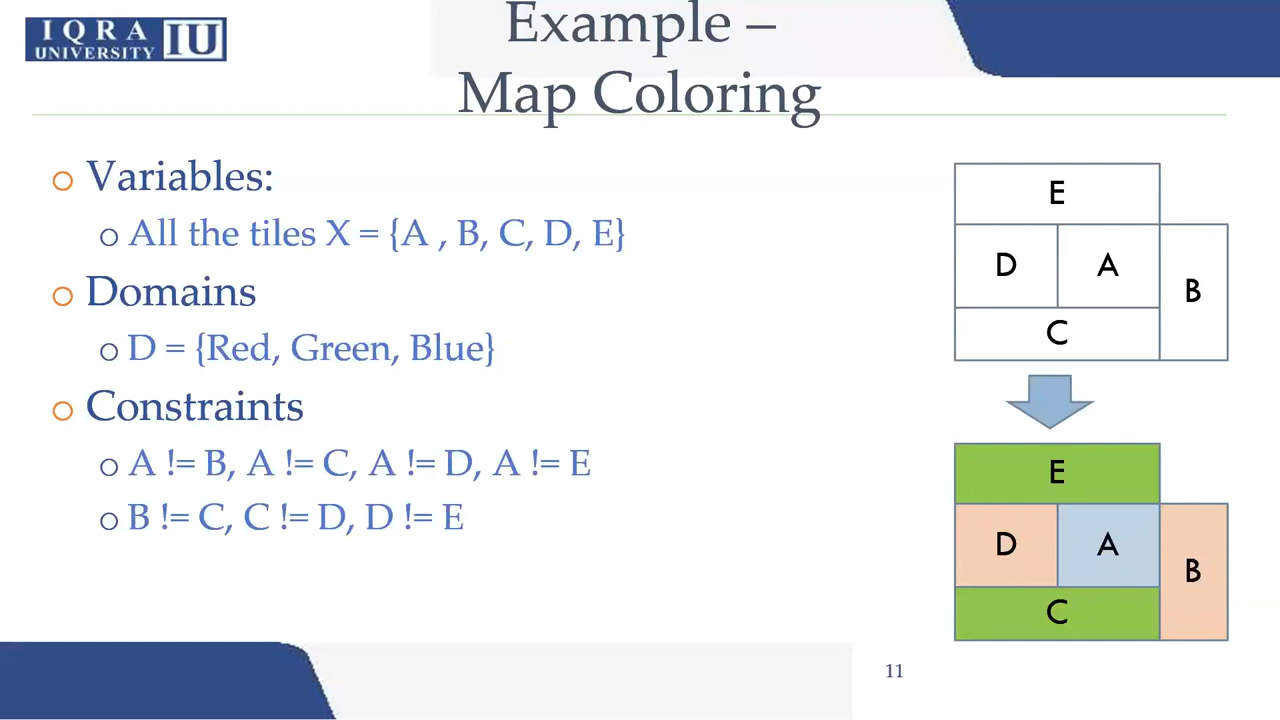 IQRA
UNIVERSITY IU
Example –
Map Coloring
o Variables:
o All the tiles X = {A , B, C, D, E}
o Domains
o D = {Red, Green, Blue}
o Constraints
o A != B, A != C, A != D, A != E
o B != C, C != D, D != E
E
D A
B
C
E
D A
B
C
11